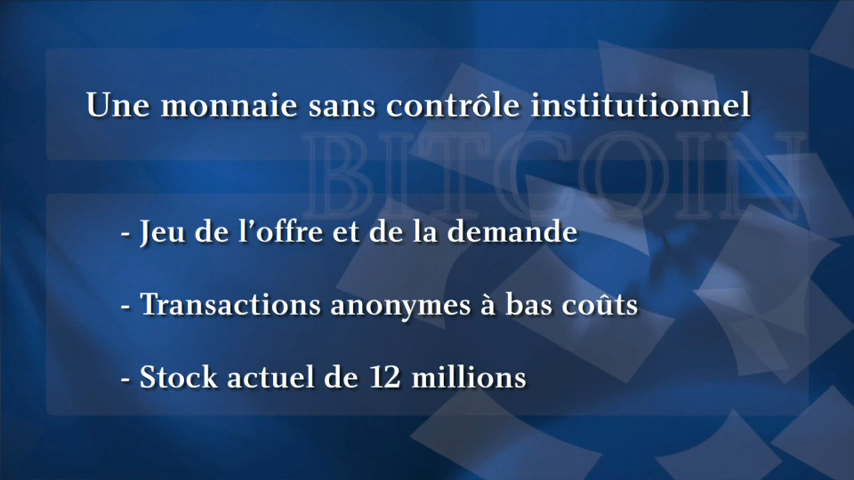 Une monnaie sans contrôle institutionnel
BITCOIN
- Jeu de l'offre et de la demande
- Transactions anonymes à bas coûts
- Stock actuel de 12 millions